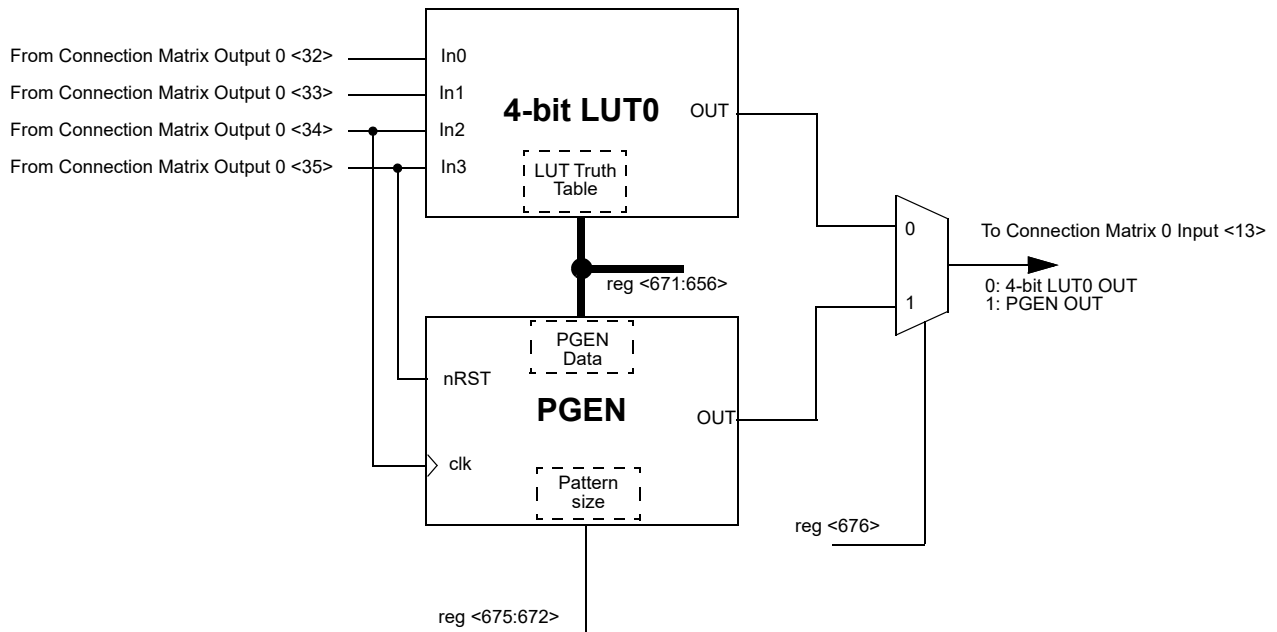 From Connection Matrix Output 0 <32>
From Connection Matrix Output 0 <33>
From Connection Matrix Output 0 <34>
From Connection Matrix Output 0 <35>
In0
In1
In2
In3
4-bit LUT0
OUT
LUT Truth
Table
reg <671:656>
PGEN
Data
nRST
PGEN
OUT
clk
Pattern
size
reg <675:672>
0
1
To Connection Matrix 0 Input <13>
0: 4-bit LUT0 OUT
1: PGEN OUT
reg <676>